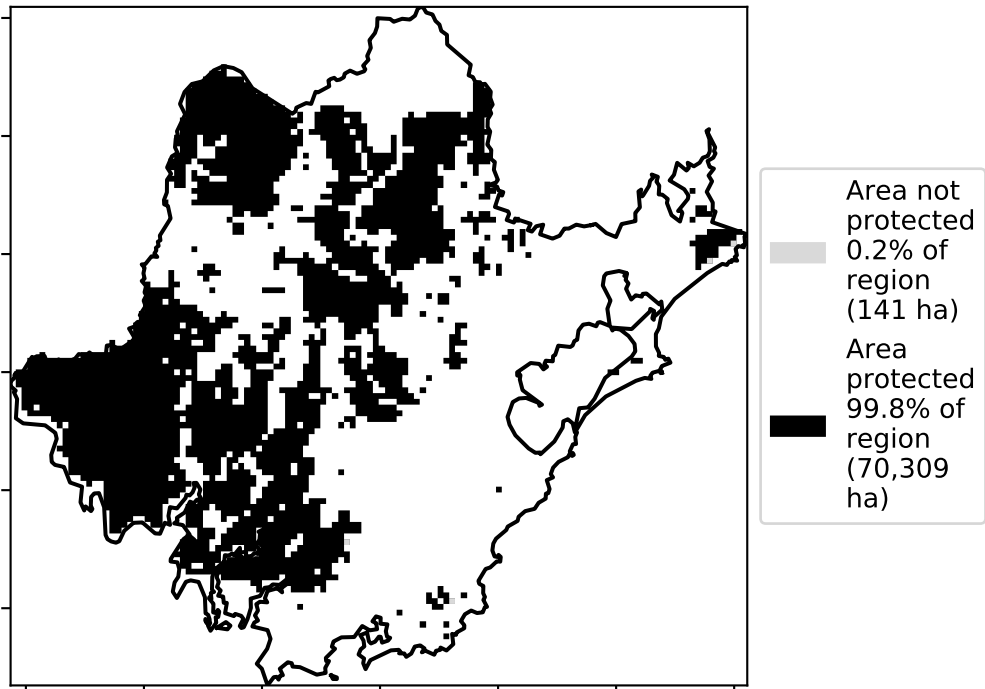 Area not
protected
0.2% of
region
(141 ha)
Area
protected
99.8% of
region
(70,309
ha)